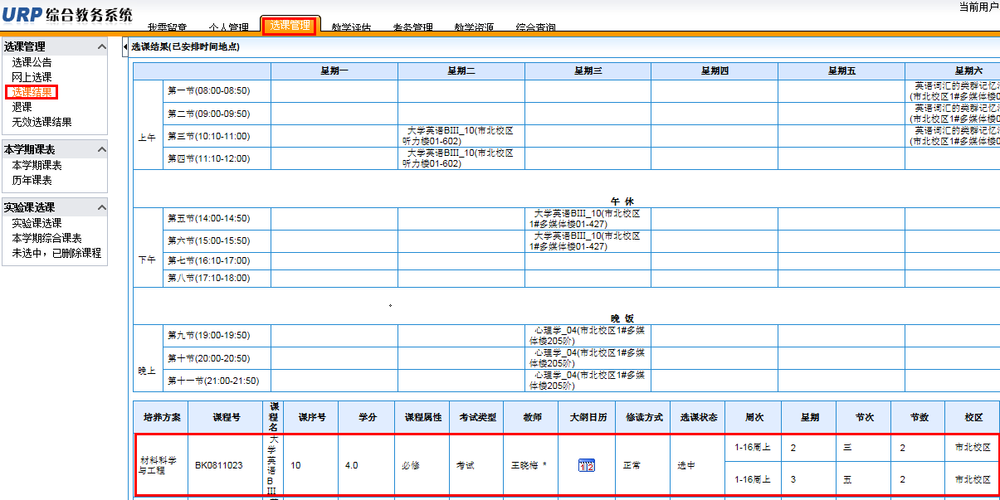 URP 综合教务系统
当前用户
我要留意 个人管理 选课管理 教学评估 考务管理 教学资源 综合查询
选课管理
选课公告
网上选课
选课结果
退课
无效选课结果
本学期课表
本学期课表
历年课表
实验课选课
实验课选课
本学期综合课表
未选中，已删除课程
选课结果(已安排时间地点)
星期一 星期二 星期三 星期四 星期五 星期六
上午
第一节(08:00-08:50) 英语词汇的类群记忆
(市北校区1#多媒体楼
第二节(09:00-09:50) 英语词汇的类群记忆
(市北校区1#多媒体楼
第三节(10:10-11:00) 大学英语BIII_10(市北校区 英语词汇的类群记忆
听力楼01-602) (市北校区1#多媒体楼
第四节(11:10-12:00) 大学英语BIII_10(市北校区
听力楼01-602)
午 休
下午
第五节(14:00-14:50) 大学英语BIII_10(市北校区
1#多媒体楼01-427)
第六节(15:00-15:50) 大学英语BIII_10(市北校区
1#多媒体楼01-427)
第七节(16:10-17:00)
第八节(17:10-18:00)
晚 饭
晚上
第九节(19:00-19:50) 心理学_04(市北校区1#多媒
体楼205阶)
第十节(20:00-20:50) 心理学_04(市北校区1#多媒
体楼205阶)
第十一节(21:00-21:50) 心理学_04(市北校区1#多媒
体楼205阶)
培养方案 课程号 课程名 课序号 学分 课程属性 考试类型 教师 大纲日历 修读方式 选课状态 周次 星期 节次 节数 校区
材料科学
与工程 BK0811023 大学英语BIII 10 4.0 必修 考试 王晓梅 * 12 正常 选中 1-16周上 2 三 2 市北校区
1-16周上 3 五 2 市北校区